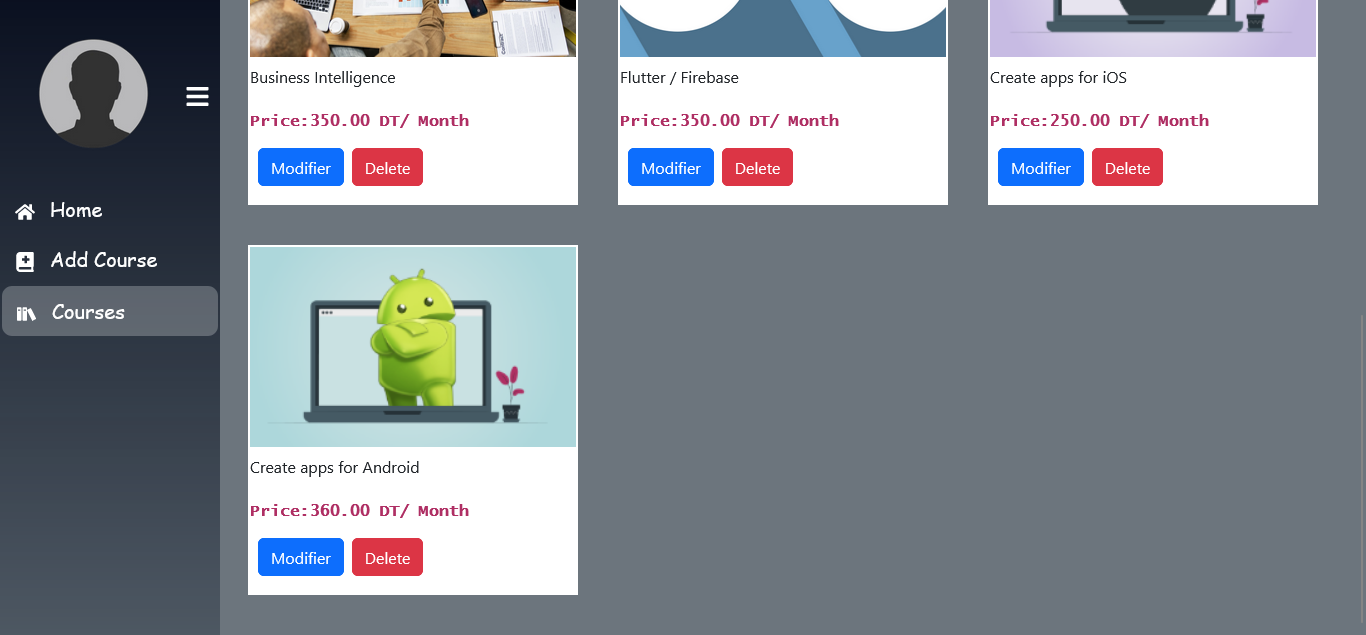 Business Intelligence
Flutter / Firebase
Create apps for iOS
Price:350.00 DT/ Month
Price:350.00 DT/ Month
Price:250.00 DT/ Month
Modifier Delete
Modifier Delete
Modifier Delete
Home
Add Course
Courses
Create apps for Android
Price:360.00 DT/ Month
Modifier Delete